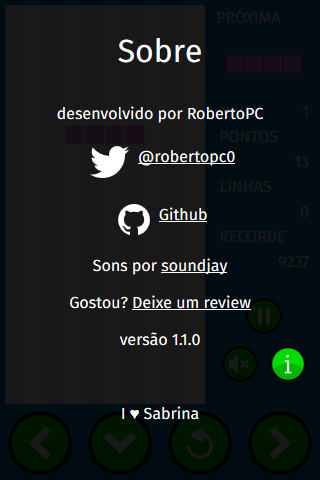 PRÓXIMA
Sobre
desenvolvido por RobertoPC
1
PONTOS
@robertopc0
13
LINHAS
Github
0
RECORDE
Sons por soundjay
9237
Gostou? Deixe um review
versão 1.1.0
i
I ♥ Sabrina